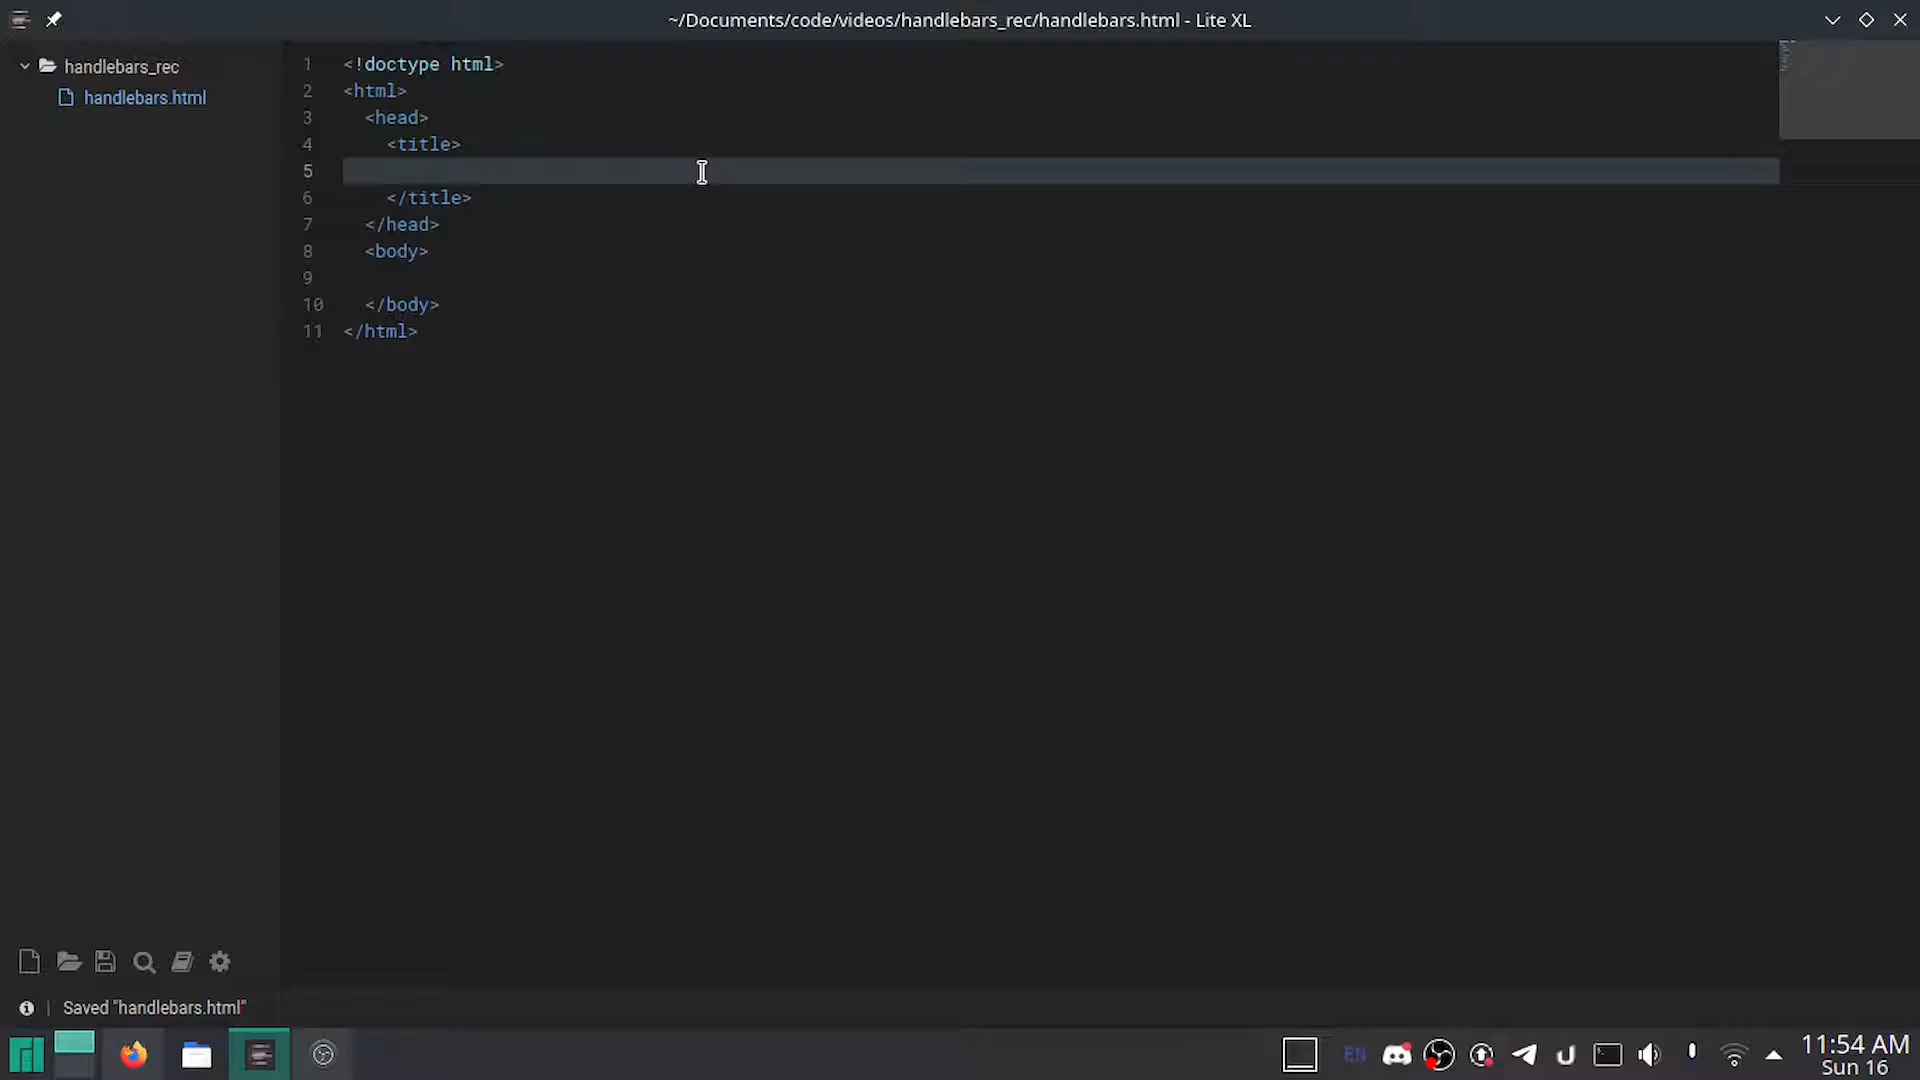 ~/Documents/code/videos/handlebars_rec/handlebars.html - Lite XL
handlebars_rec
handlebars.html
1 <!doctype html>
2 <html>
3 <head>
4 <title>
5
6 </title>
7 </head>
8 <body>
9
10 </body>
11 </html>
Saved "handlebars.html"
EN
11:54 AM
Sun 16